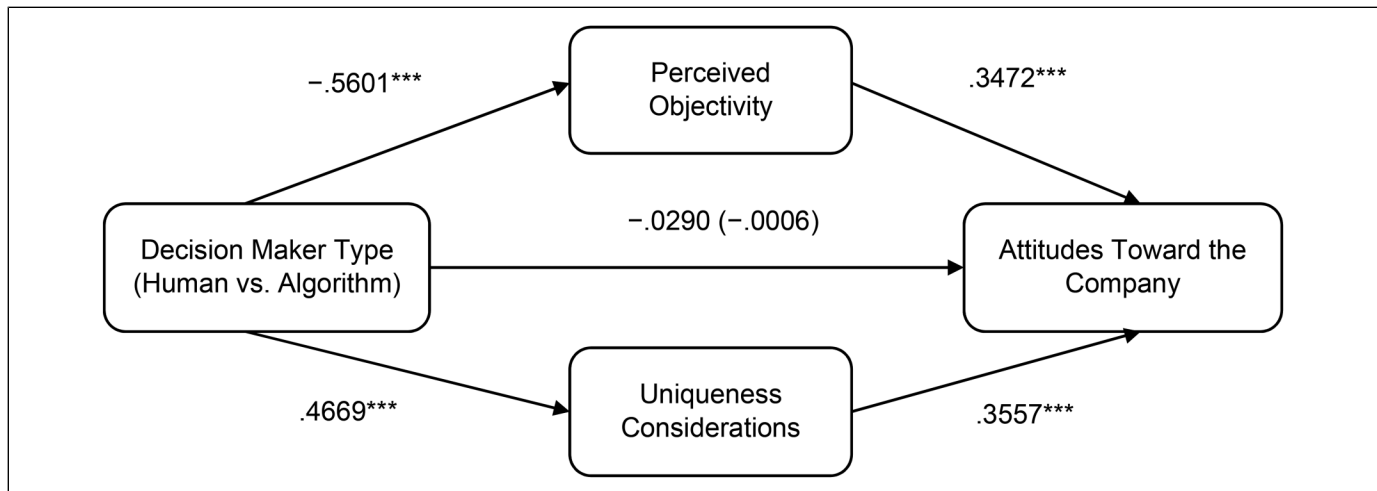 Perceived
Objectivity
−.5601***
.3472***
−.0290 (−.0006)
Decision Maker Type
(Human vs. Algorithm)
Attitudes Toward the
Company
Uniqueness
Considerations
.4669***
.3557***